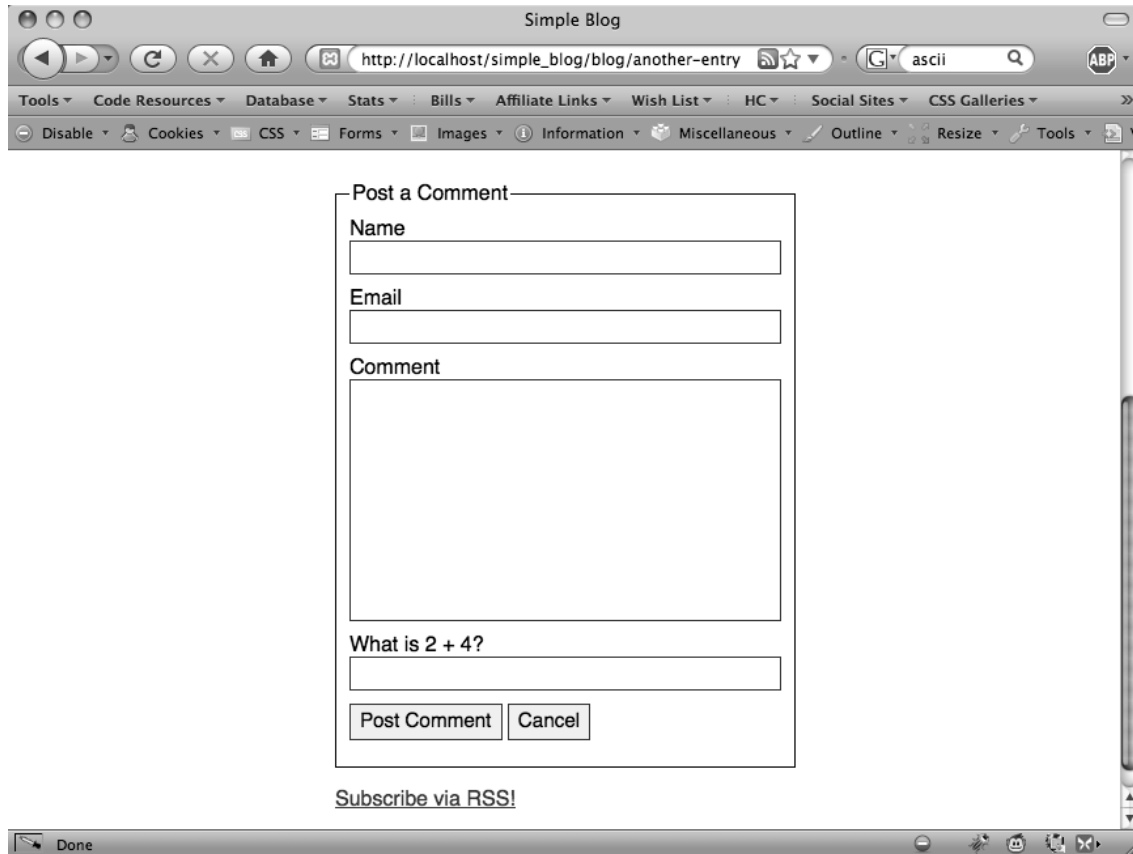 Simple Blog
http://localhost/simple_blog/blog/another-entry G ascii ABP
Tools Code Resources Database Stats Bills Affiliate Links Wish List HC Social Sites CSS Galleries »
Disable Cookies CSS CSS Forms Images Information Miscellaneous Outline Resize Tools
Post a Comment
Name
Email
Comment
What is 2 + 4?
Post Comment Cancel
Subscribe via RSS!
Done